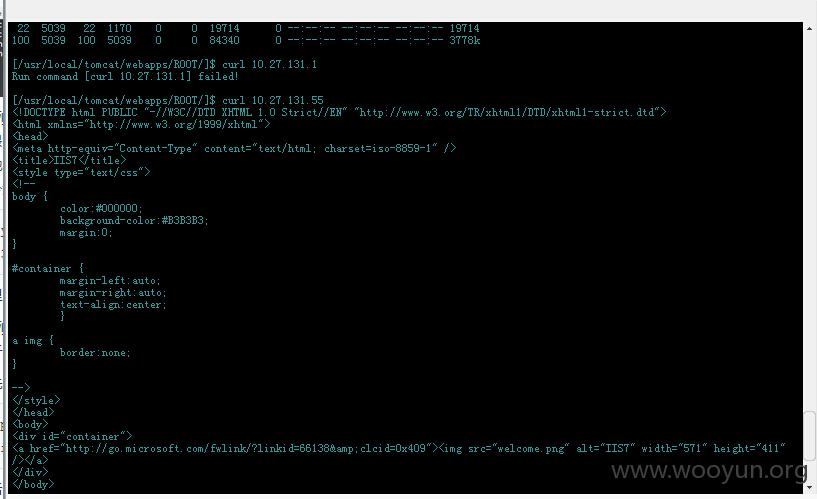 22  5039   22  1170    0     0  19714      0 --:--:-- --:--:-- --:--:-- 19714
100  5039  100  5039    0     0  84340      0 --:--:-- --:--:-- --:--:-- 3778k
[/usr/local/tomcat/webapps/ROOT/]$ curl 10.27.131.1
Run command [curl 10.27.131.1] failed!
[/usr/local/tomcat/webapps/ROOT/]$ curl 10.27.131.55
<!DOCTYPE html PUBLIC "-//W3C//DTD XHTML 1.0 Strict//EN" "http://www.w3.org/TR/xhtml1/DTD/xhtml1-strict.dtd">
<html xmlns="http://www.w3.org/1999/xhtml">
<head>
<meta http-equiv="Content-Type" content="text/html; charset=iso-8859-1" />
<title>IIS7</title>
<style type="text/css">
<!--
body {
color:#000000;
background-color:#B3B3B3;
margin:0;
}
#container {
margin-left:auto;
margin-right:auto;
text-align:center;
}
a img {
border:none;
}
-->
</style>
</head>
<body>
<div id="container">
<a href="http://go.microsoft.com/fwlink/?linkid=66138&amp;clcid=0x409"><img src="welcome.png" alt="IIS7" width="571" height="411"
/></a>
</div>
</body>
www.wooyun.org